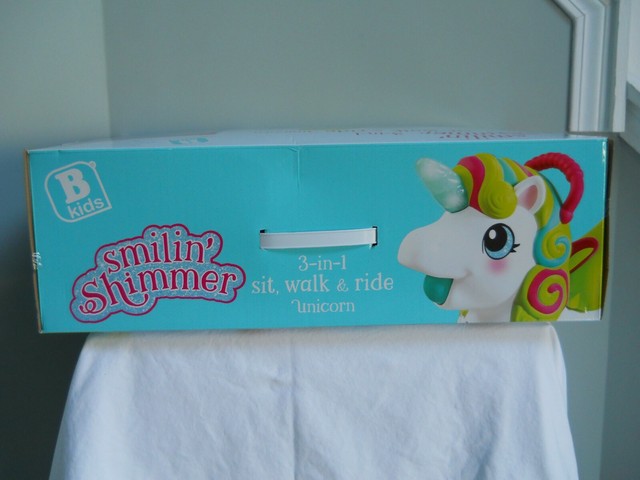 B
kids
smilin'
Shimmer
3-in-1
sit, walk & ride
unicorn